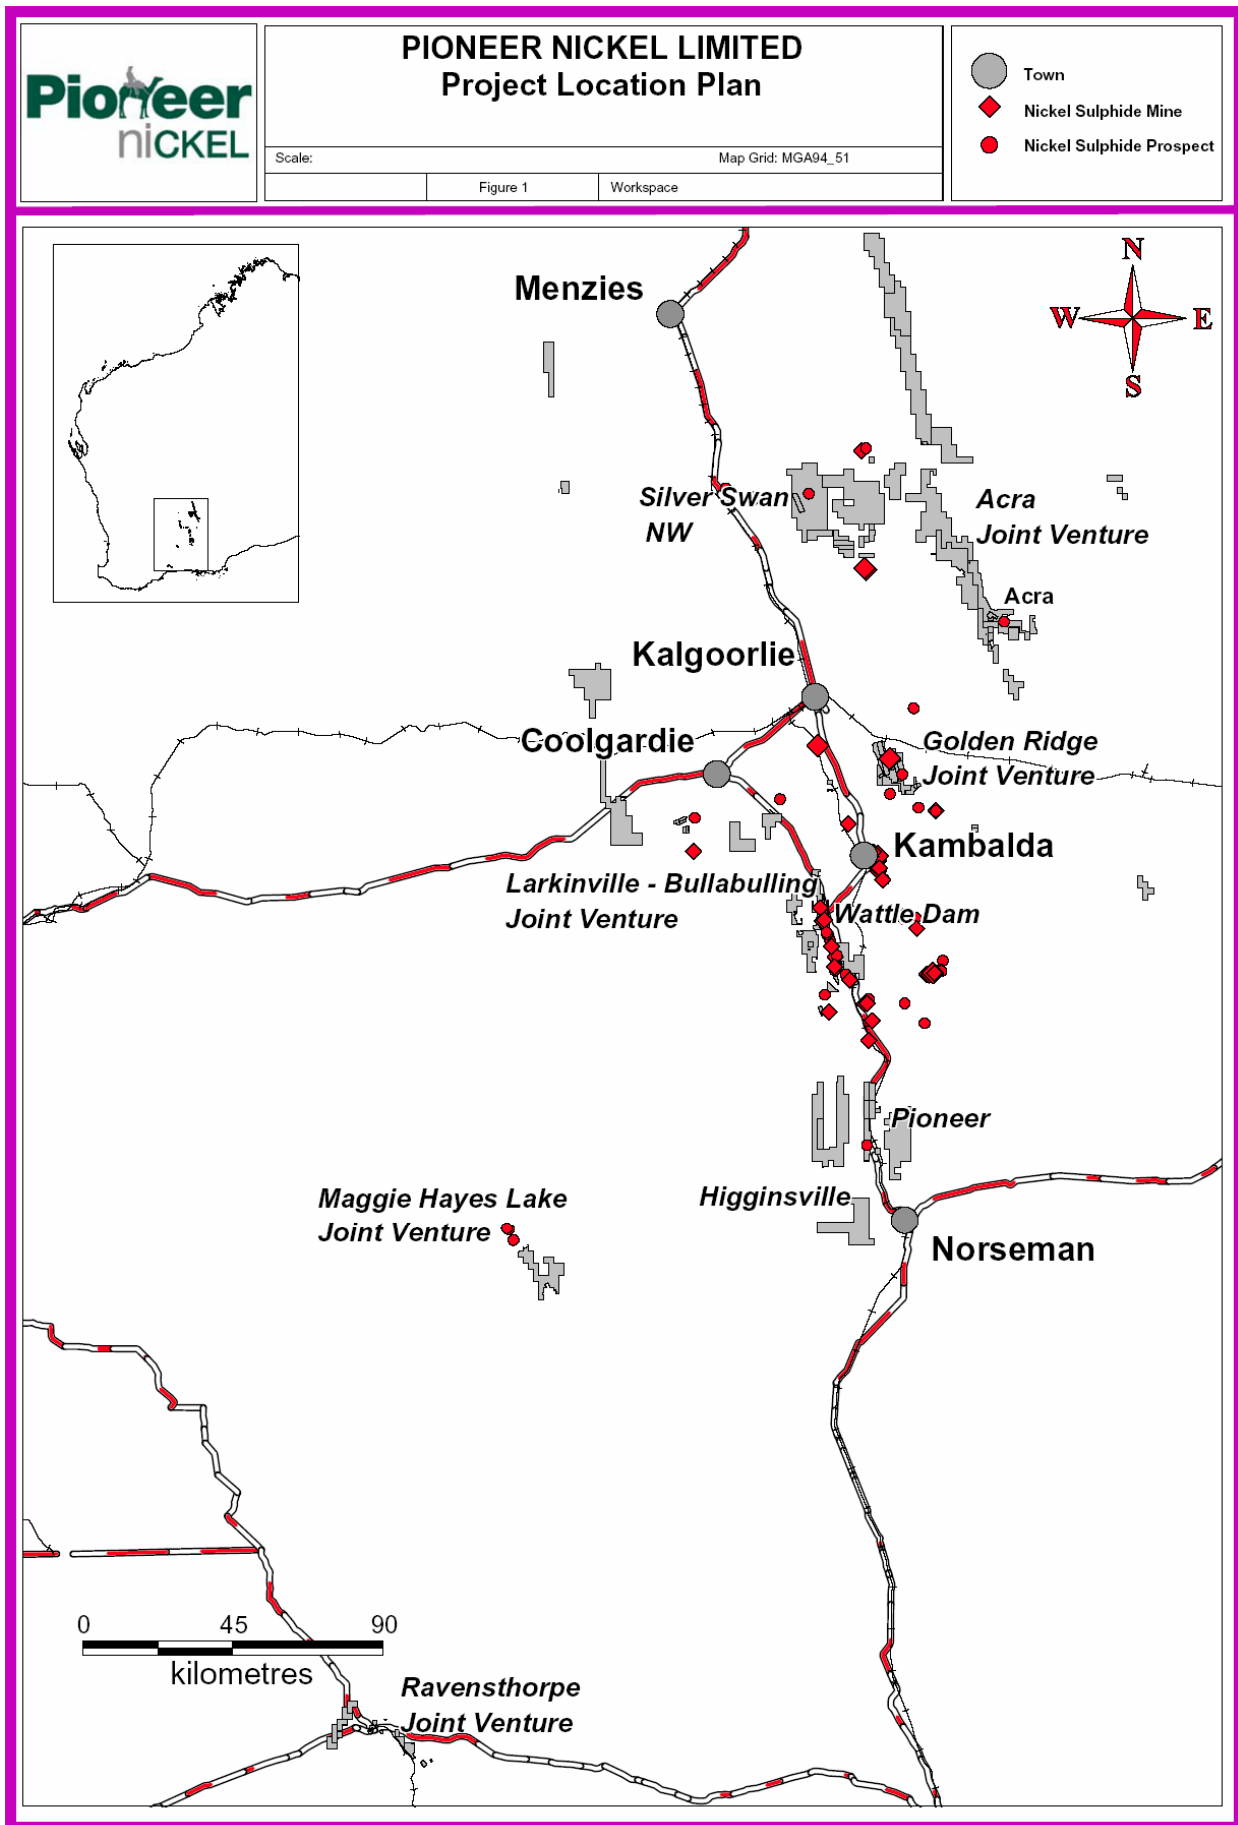 Pioneer
niCKEL
PIONEER NICKEL LIMITED
Project Location Plan
Scale:
Map Grid: MGA94_51
Figure 1
Workspace
Town
Nickel Sulphide Mine
Nickel Sulphide Prospect
N
W
E
S
Menzies
Silver Swan
NW
Acra
Joint Venture
Acra
Kalgoorlie
Coolgardie
Golden Ridge
Joint Venture
Kambalda
Larkinville - Bullabulling
Joint Venture
Wattle Dam
Pioneer
Maggie Hayes Lake
Joint Venture
Higginsville
Norseman
0 45 90
kilometres
Ravensthorpe
Joint Venture